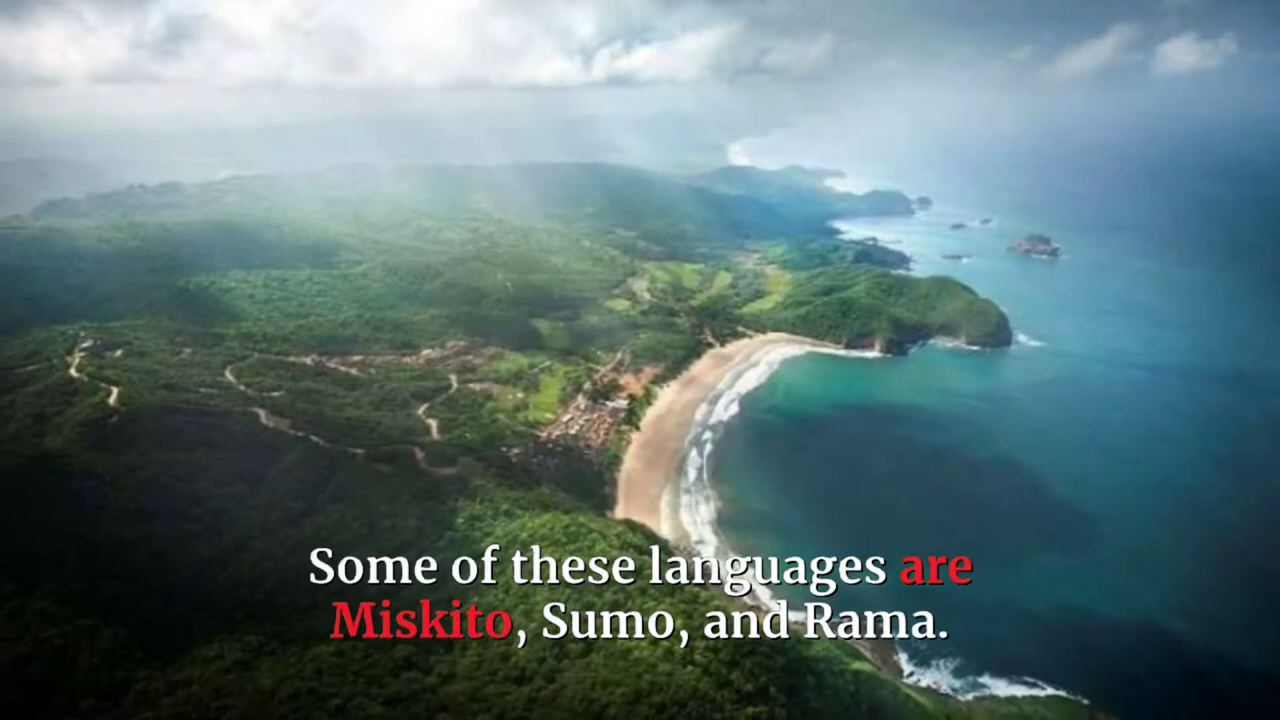 Some of these languages are
Miskito, Sumo, and Rama.